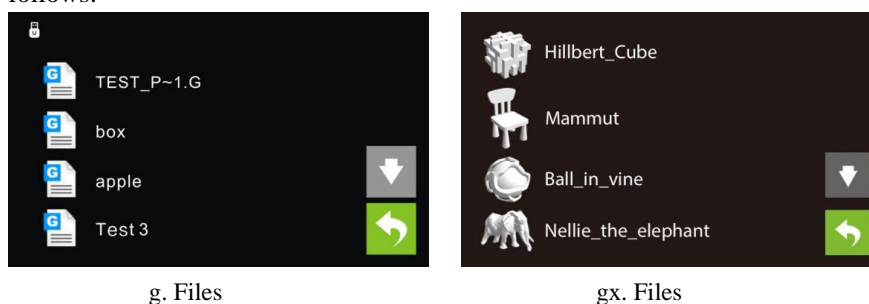 follows:
TEST_P~1.G
box
apple
Test 3
Hillbert_Cube
Mammut
Ball_in_vine
Nellie_the_elephant
g. Files
gx. Files